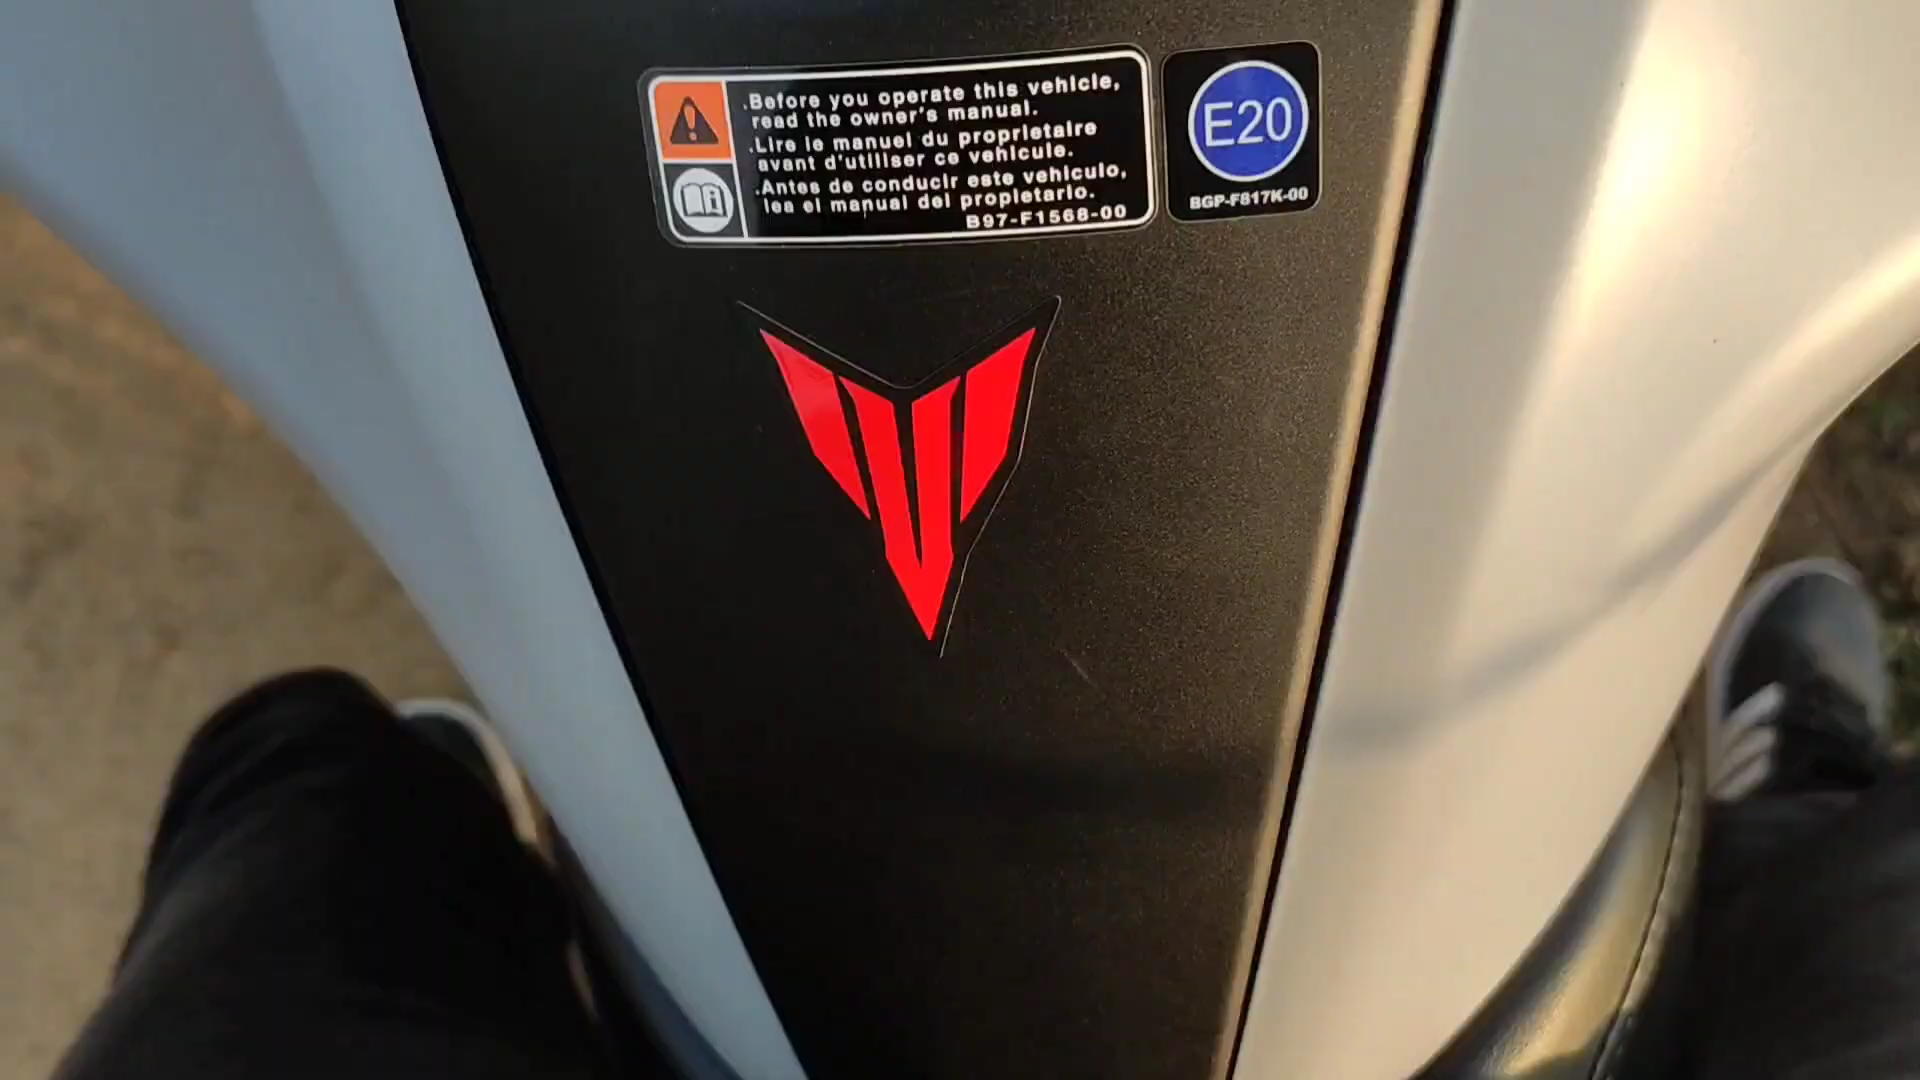 .Before you operate this vehicle,
read the owner's manual.
.Lire le manuel du proprietaire
avant d'utiliser ce vehicule.
.Antes de conducir este vehiculo,
lea el manual del propietario.
B97-F1568-00
E20
BGP-F817K-00